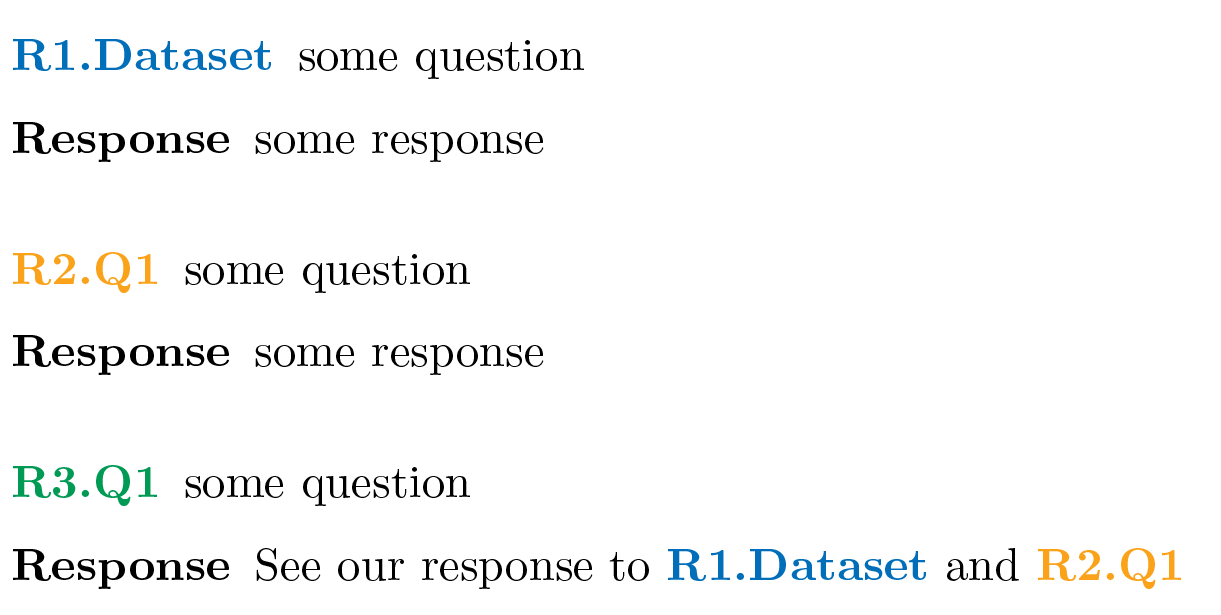 R1.Dataset some question
Response some response
R2.Q1 some question
Response some response
R3.Q1 some question
Response See our response to R1.Dataset and R2.Q1